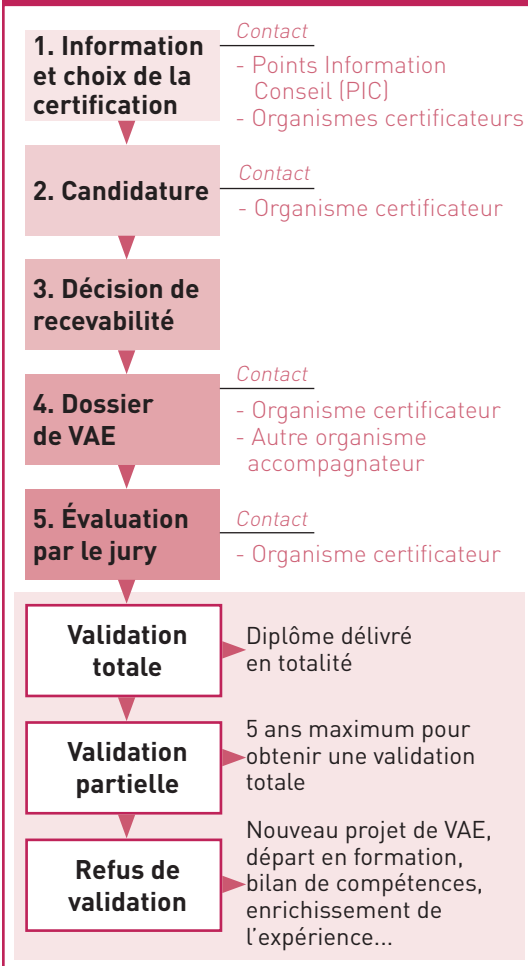 1. Information
et choix de la
certification
Contact
- Points Information
Conseil (PIC)
- Organismes certificateurs
2. Candidature
Contact
- Organisme certificateur
3. Décision de
recevabilité
4. Dossier
de VAE
Contact
- Organisme certificateur
- Autre organisme
accompagnateur
5. Évaluation
par le jury
Contact
- Organisme certificateur
Validation
totale
Diplôme délivré
en totalité
Validation
partielle
5 ans maximum pour
obtenir une validation
totale
Refus de
validation
Nouveau projet de VAE,
départ en formation,
bilan de compétences,
enrichissement de
l’expérience...